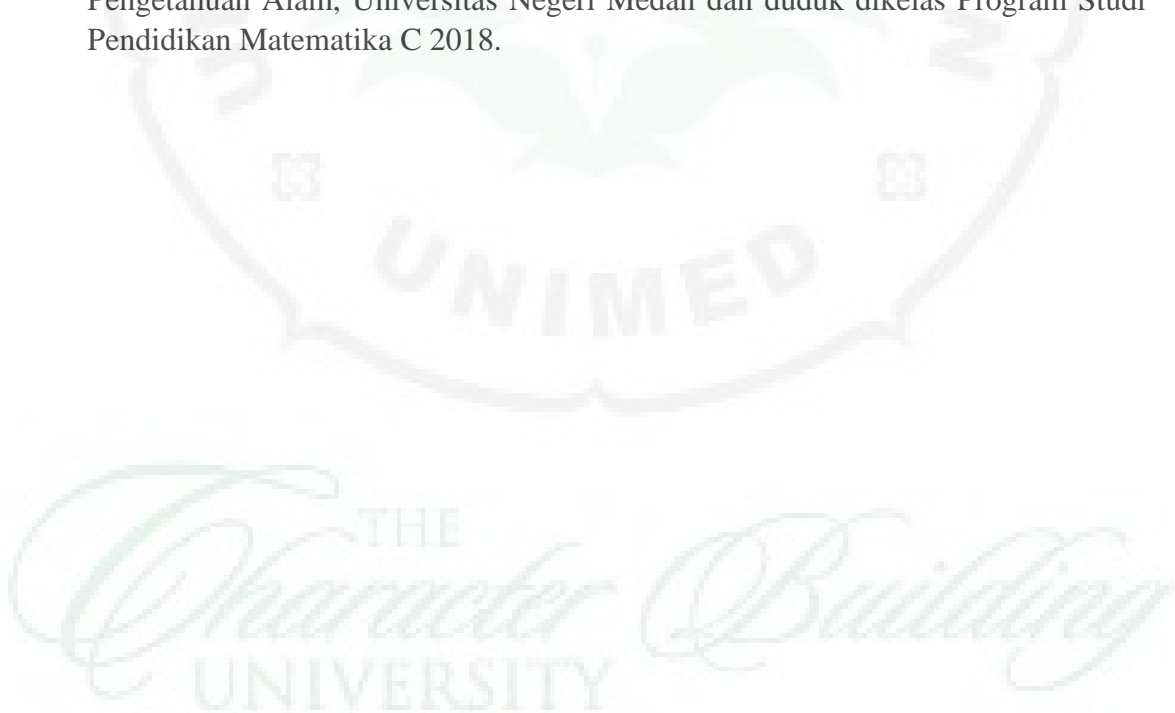 Pengetahuan Alam, Universitas Negeri Medan dan duduk dikelas Program Studi
Pendidikan Matematika C 2018.
UNIMED
THE
Character Building
UNIVERSITY